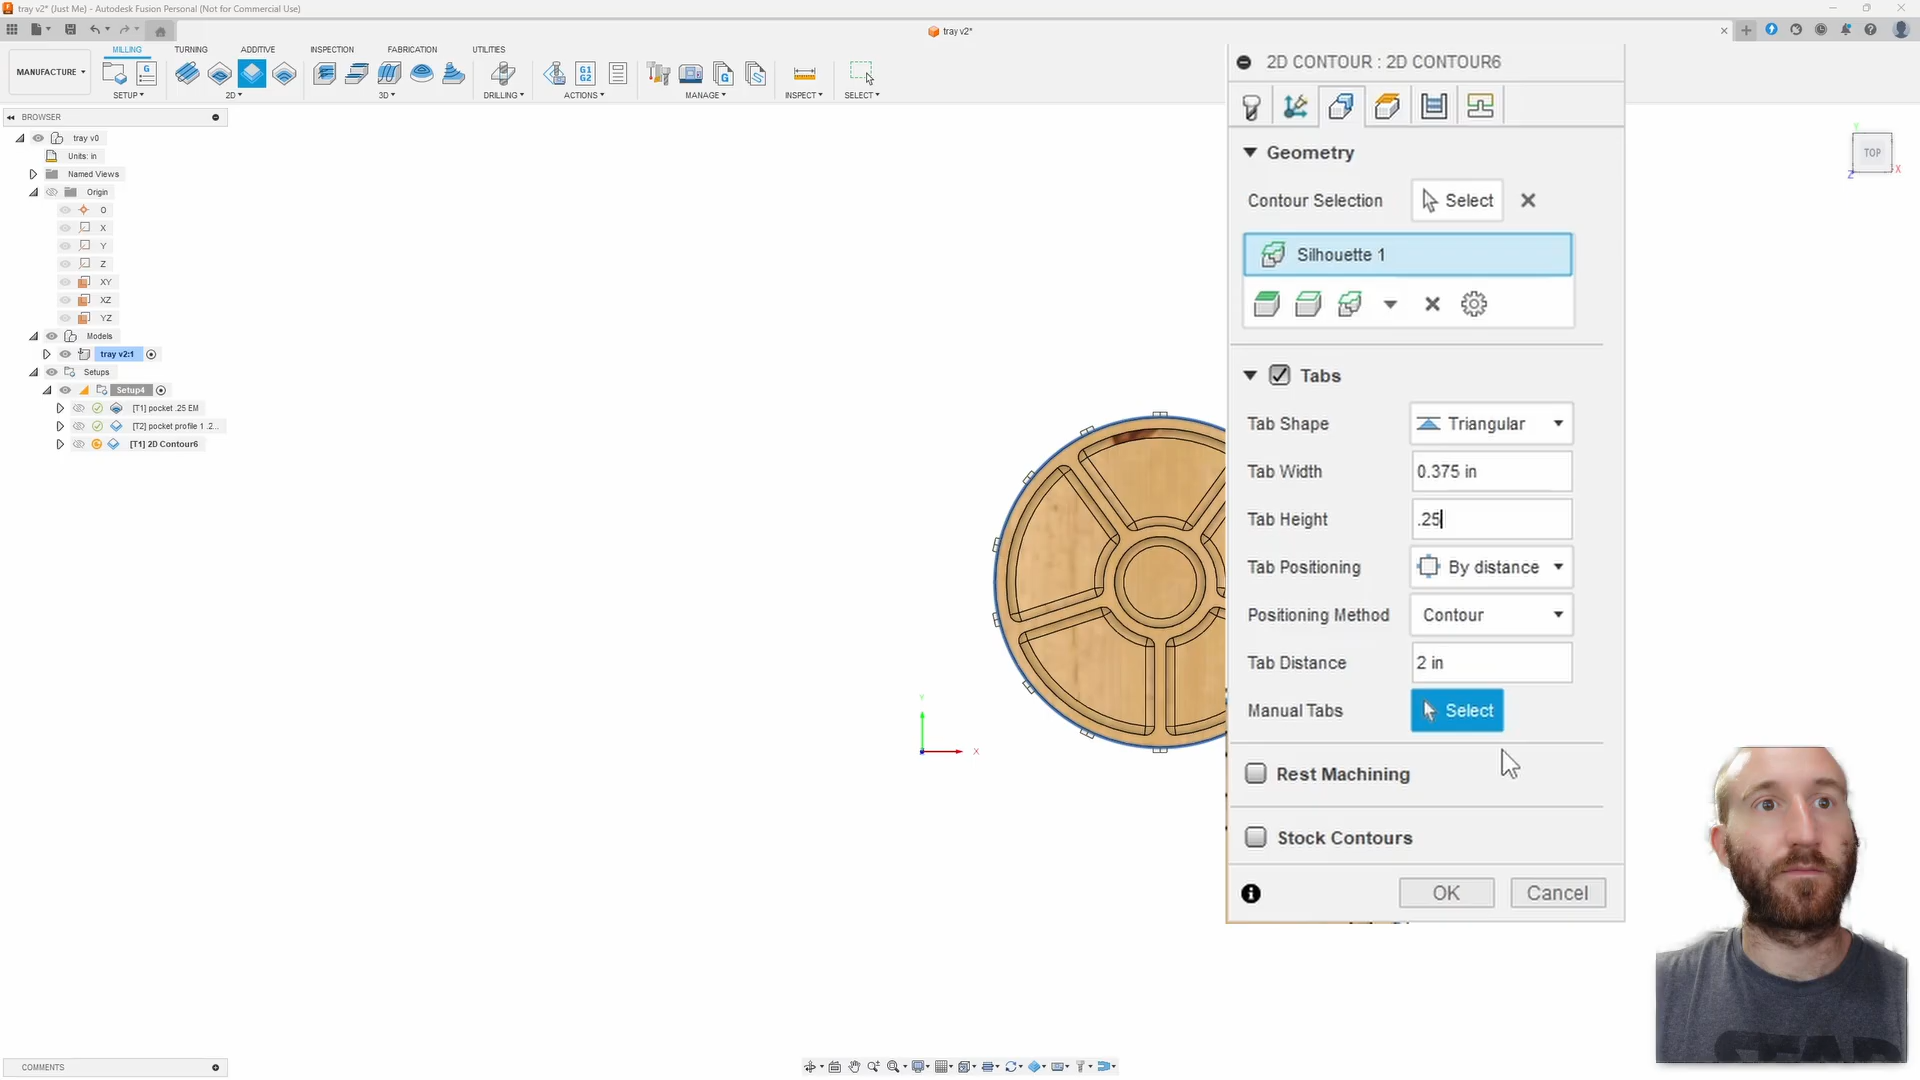 tray v2* (Just Me) - Autodesk Fusion Personal (Not for Commercial Use)
tray v2*
MILLING TURNING ADDITIVE INSPECTION FABRICATION UTILITIES
MANUFACTURE
G1
G2
SETUP 2D 3D DRILLING ACTIONS MANAGE INSPECT SELECT
BROWSER
tray v0
Units: in
Named Views
Origin
O
X
Y
Z
XY
XZ
YZ
Models
tray v2:1
Setups
Setup4
[T1] pocket .25 EM
[T2] pocket profile 1 .2...
[T1] 2D Contour6
Y
X
2D CONTOUR : 2D CONTOUR6
Geometry
Contour Selection Select
Silhouette 1
Tabs
Tab Shape Triangular
Tab Width 0.375 in
Tab Height .25
Tab Positioning By distance
Positioning Method Contour
Tab Distance 2 in
Manual Tabs Select
Rest Machining
Stock Contours
OK Cancel
Y
TOP
X
Z
COMMENTS